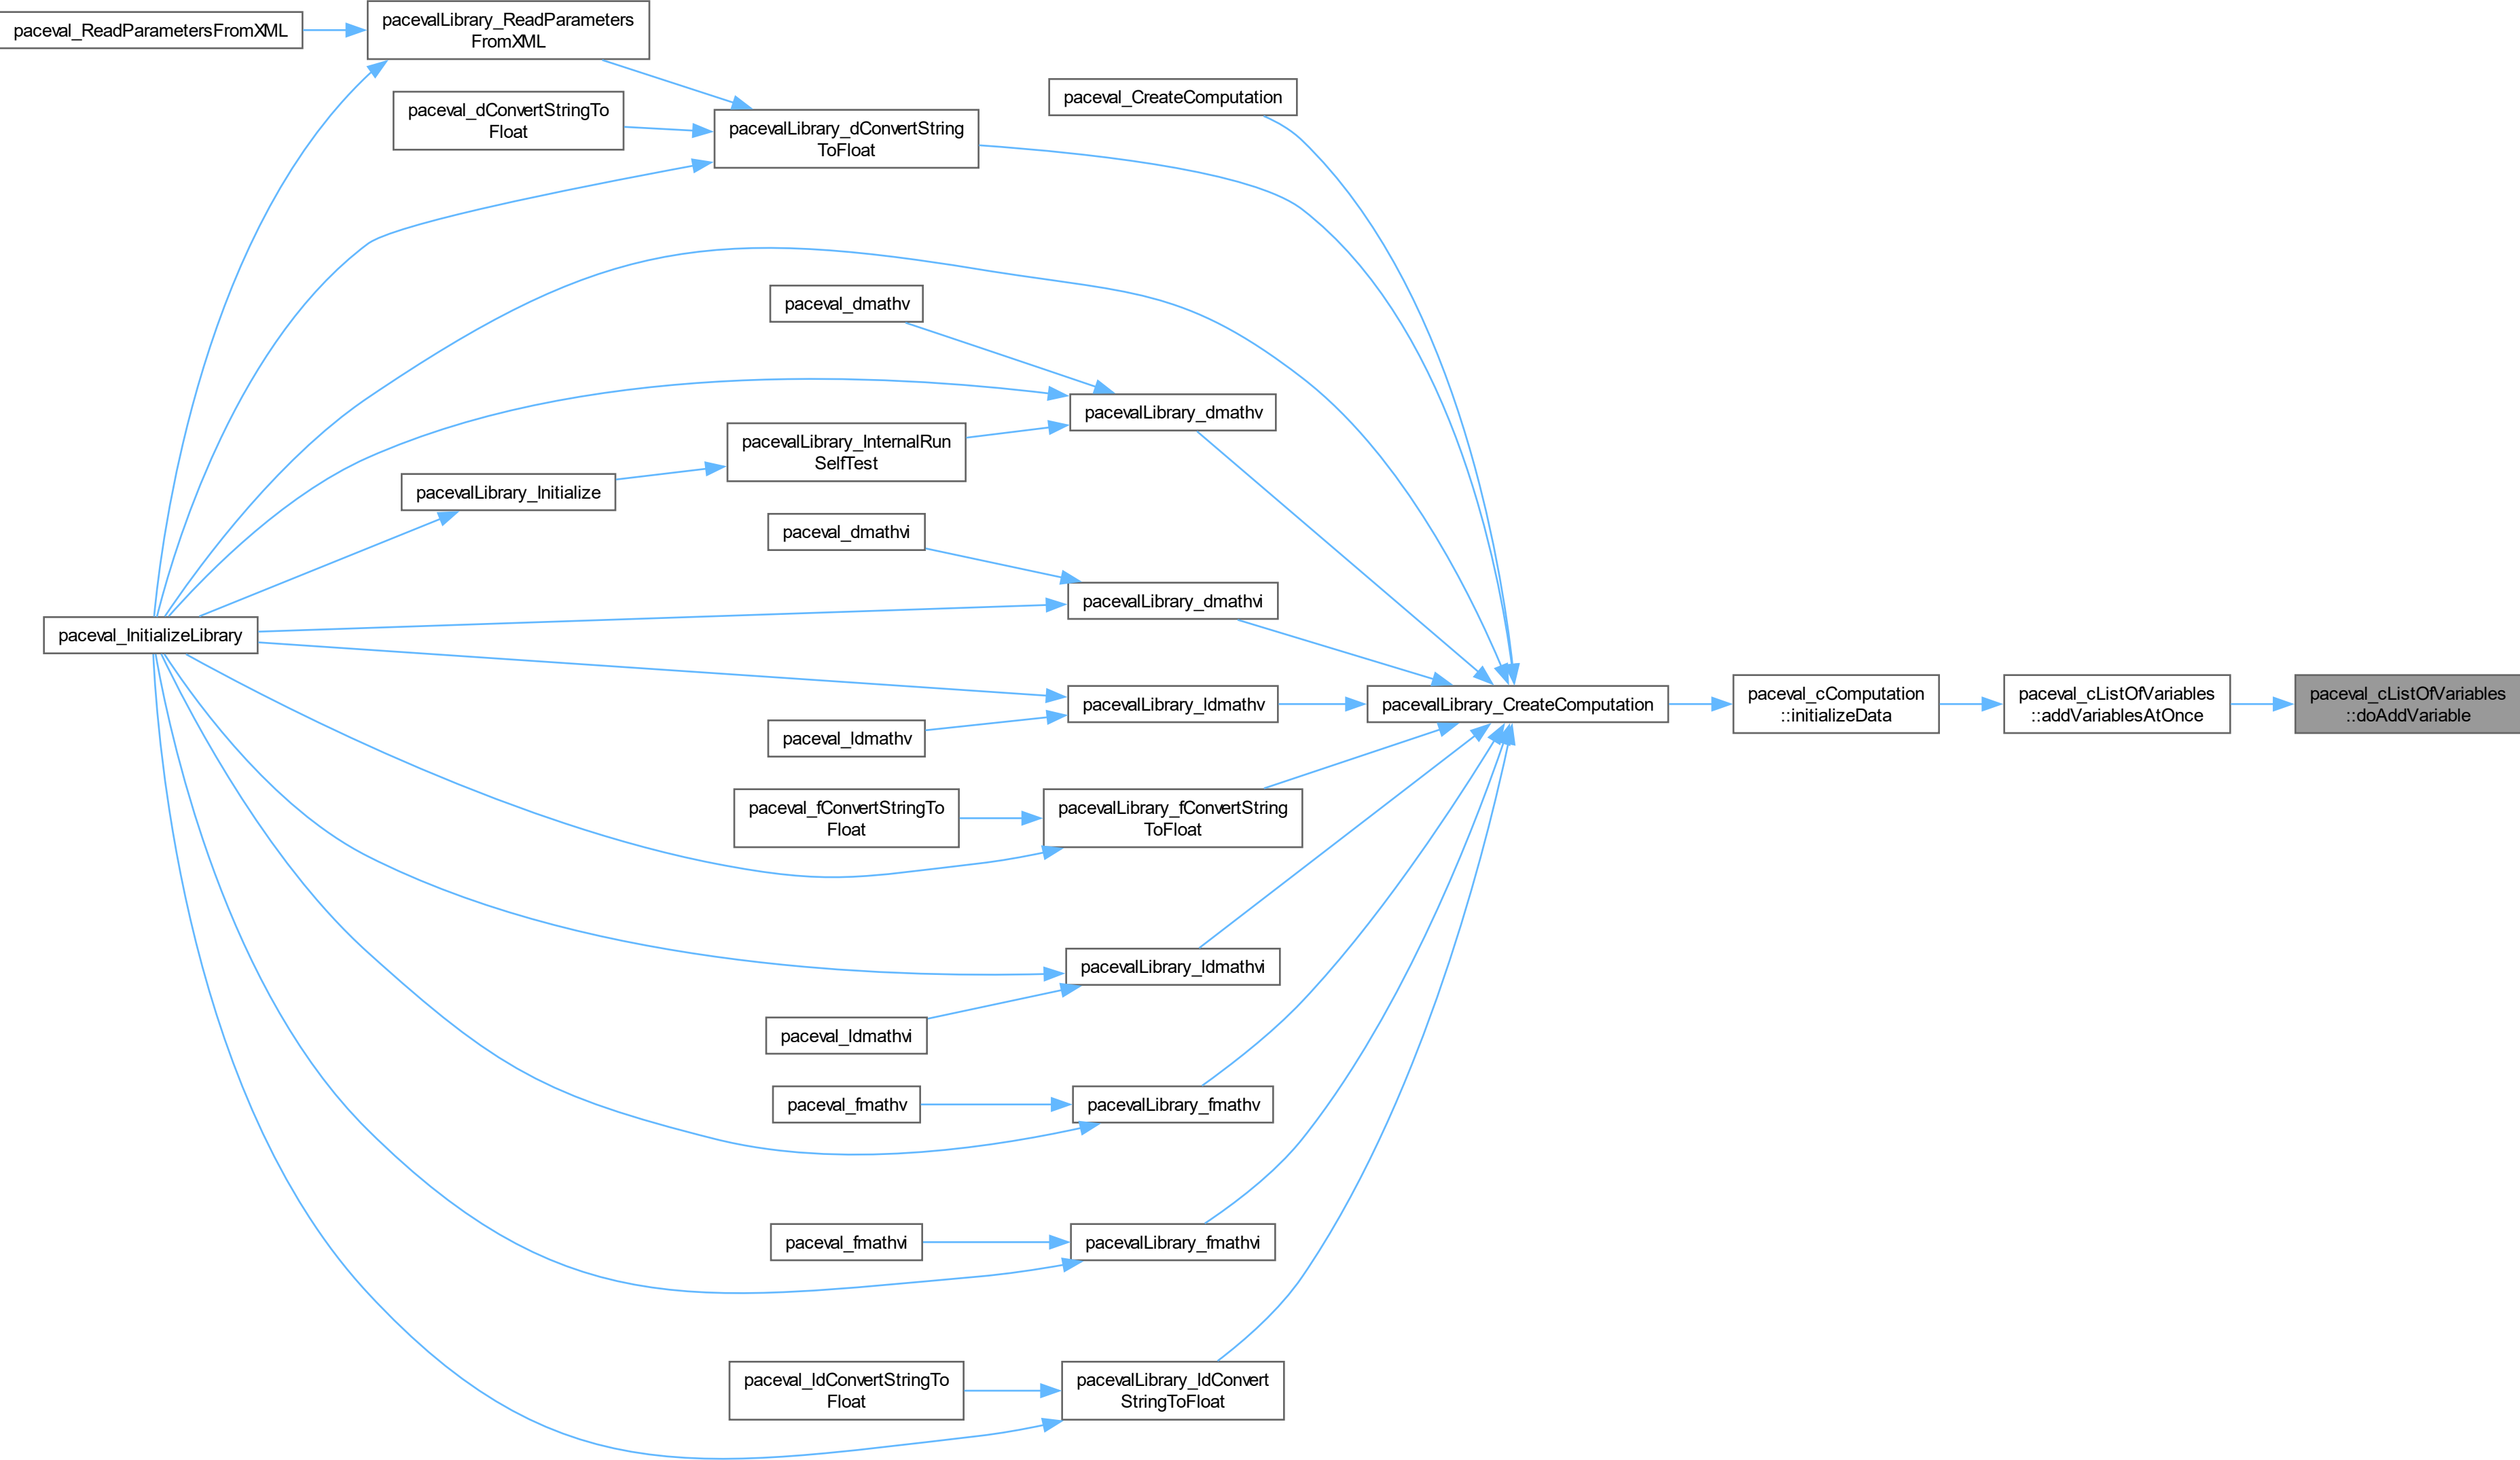 paceval_ReadParametersFromXML
pacevalLibrary_ReadParameters
FromXML
paceval_CreateComputation
paceval_dConvertStringTo
Float
pacevalLibrary_dConvertString
ToFloat
paceval_dmathv
pacevalLibrary_dmathv
pacevalLibrary_InternalRun
SelfTest
pacevalLibrary_Initialize
paceval_dmathvi
pacevalLibrary_dmathvi
paceval_InitializeLibrary
pacevalLibrary_ldmathv
paceval_ldmathv
pacevalLibrary_CreateComputation
paceval_cComputation
::initializeData
paceval_cListOfVariables
::addVariablesAtOnce
paceval_cListOfVariables
::doAddVariable
paceval_fConvertStringTo
Float
pacevalLibrary_fConvertString
ToFloat
pacevalLibrary_ldmathvi
paceval_ldmathvi
paceval_fmathv
pacevalLibrary_fmathv
paceval_fmathvi
pacevalLibrary_fmathvi
paceval_ldConvertStringTo
Float
pacevalLibrary_ldConvert
StringToFloat